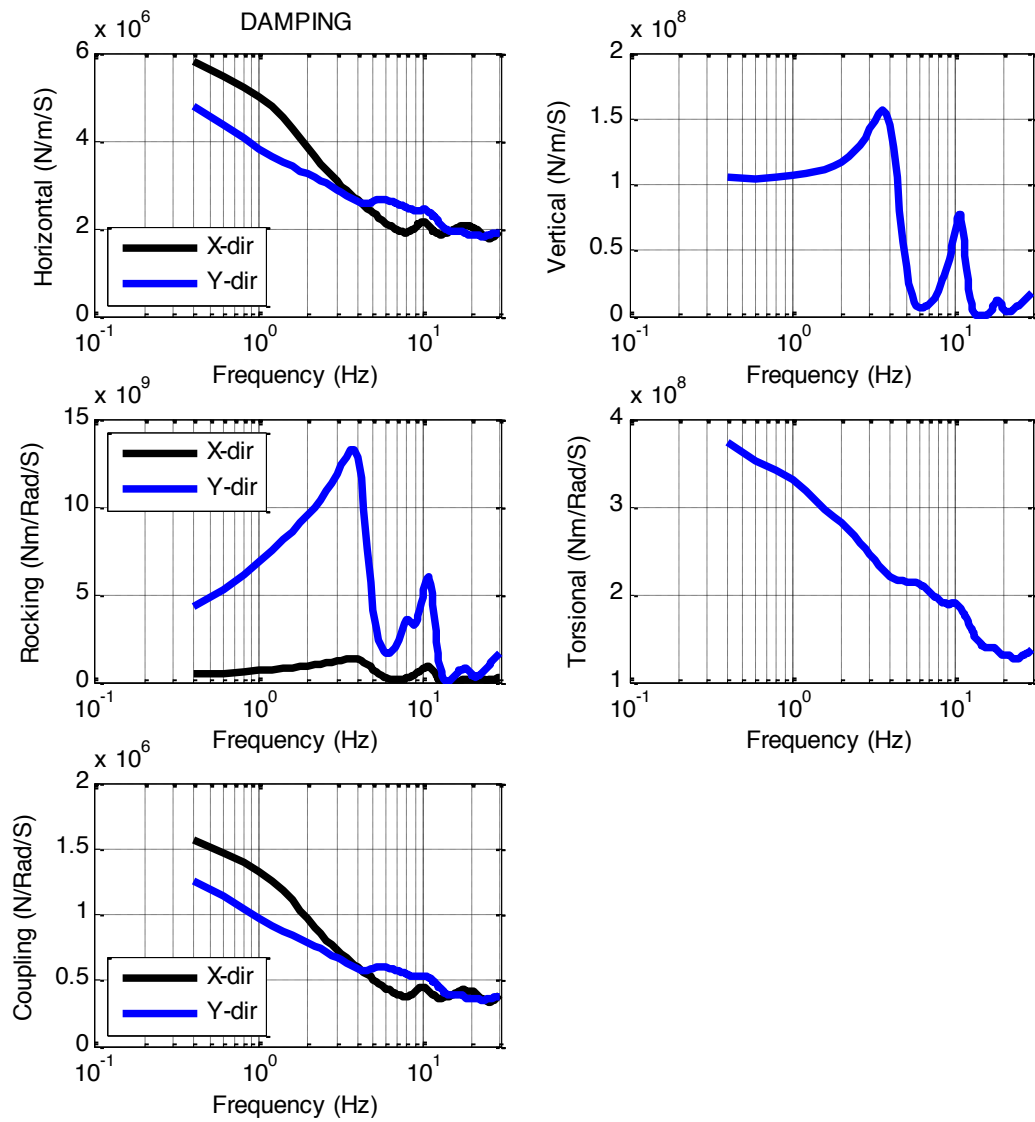 DAMPING
x 10^6
Horizontal (N/m/S)
6
4
2
0
X-dir
Y-dir
10^-1 10^0 10^1
Frequency (Hz)
x 10^8
Vertical (N/m/S)
2
1.5
1
0.5
0
10^-1 10^0 10^1
Frequency (Hz)
x 10^9
Rocking (Nm/Rad/S)
15
10
5
0
X-dir
Y-dir
10^-1 10^0 10^1
Frequency (Hz)
x 10^8
Torsional (Nm/Rad/S)
4
3
2
1
10^-1 10^0 10^1
Frequency (Hz)
x 10^6
Coupling (N/Rad/S)
2
1.5
1
0.5
0
X-dir
Y-dir
10^-1 10^0 10^1
Frequency (Hz)